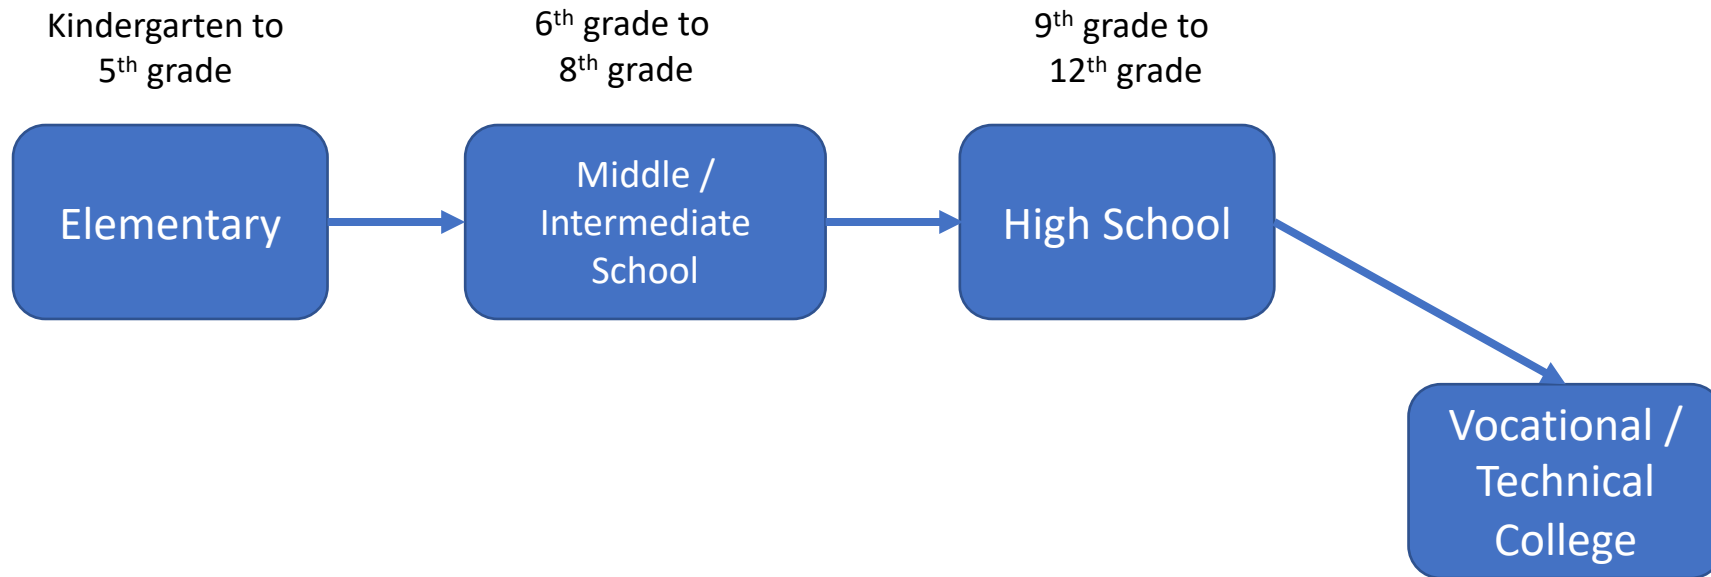 Kindergarten to
5th grade
6th grade to
8th grade
9th grade to
12th grade
Elementary
Middle /
Intermediate
School
High School
Vocational /
Technical
College